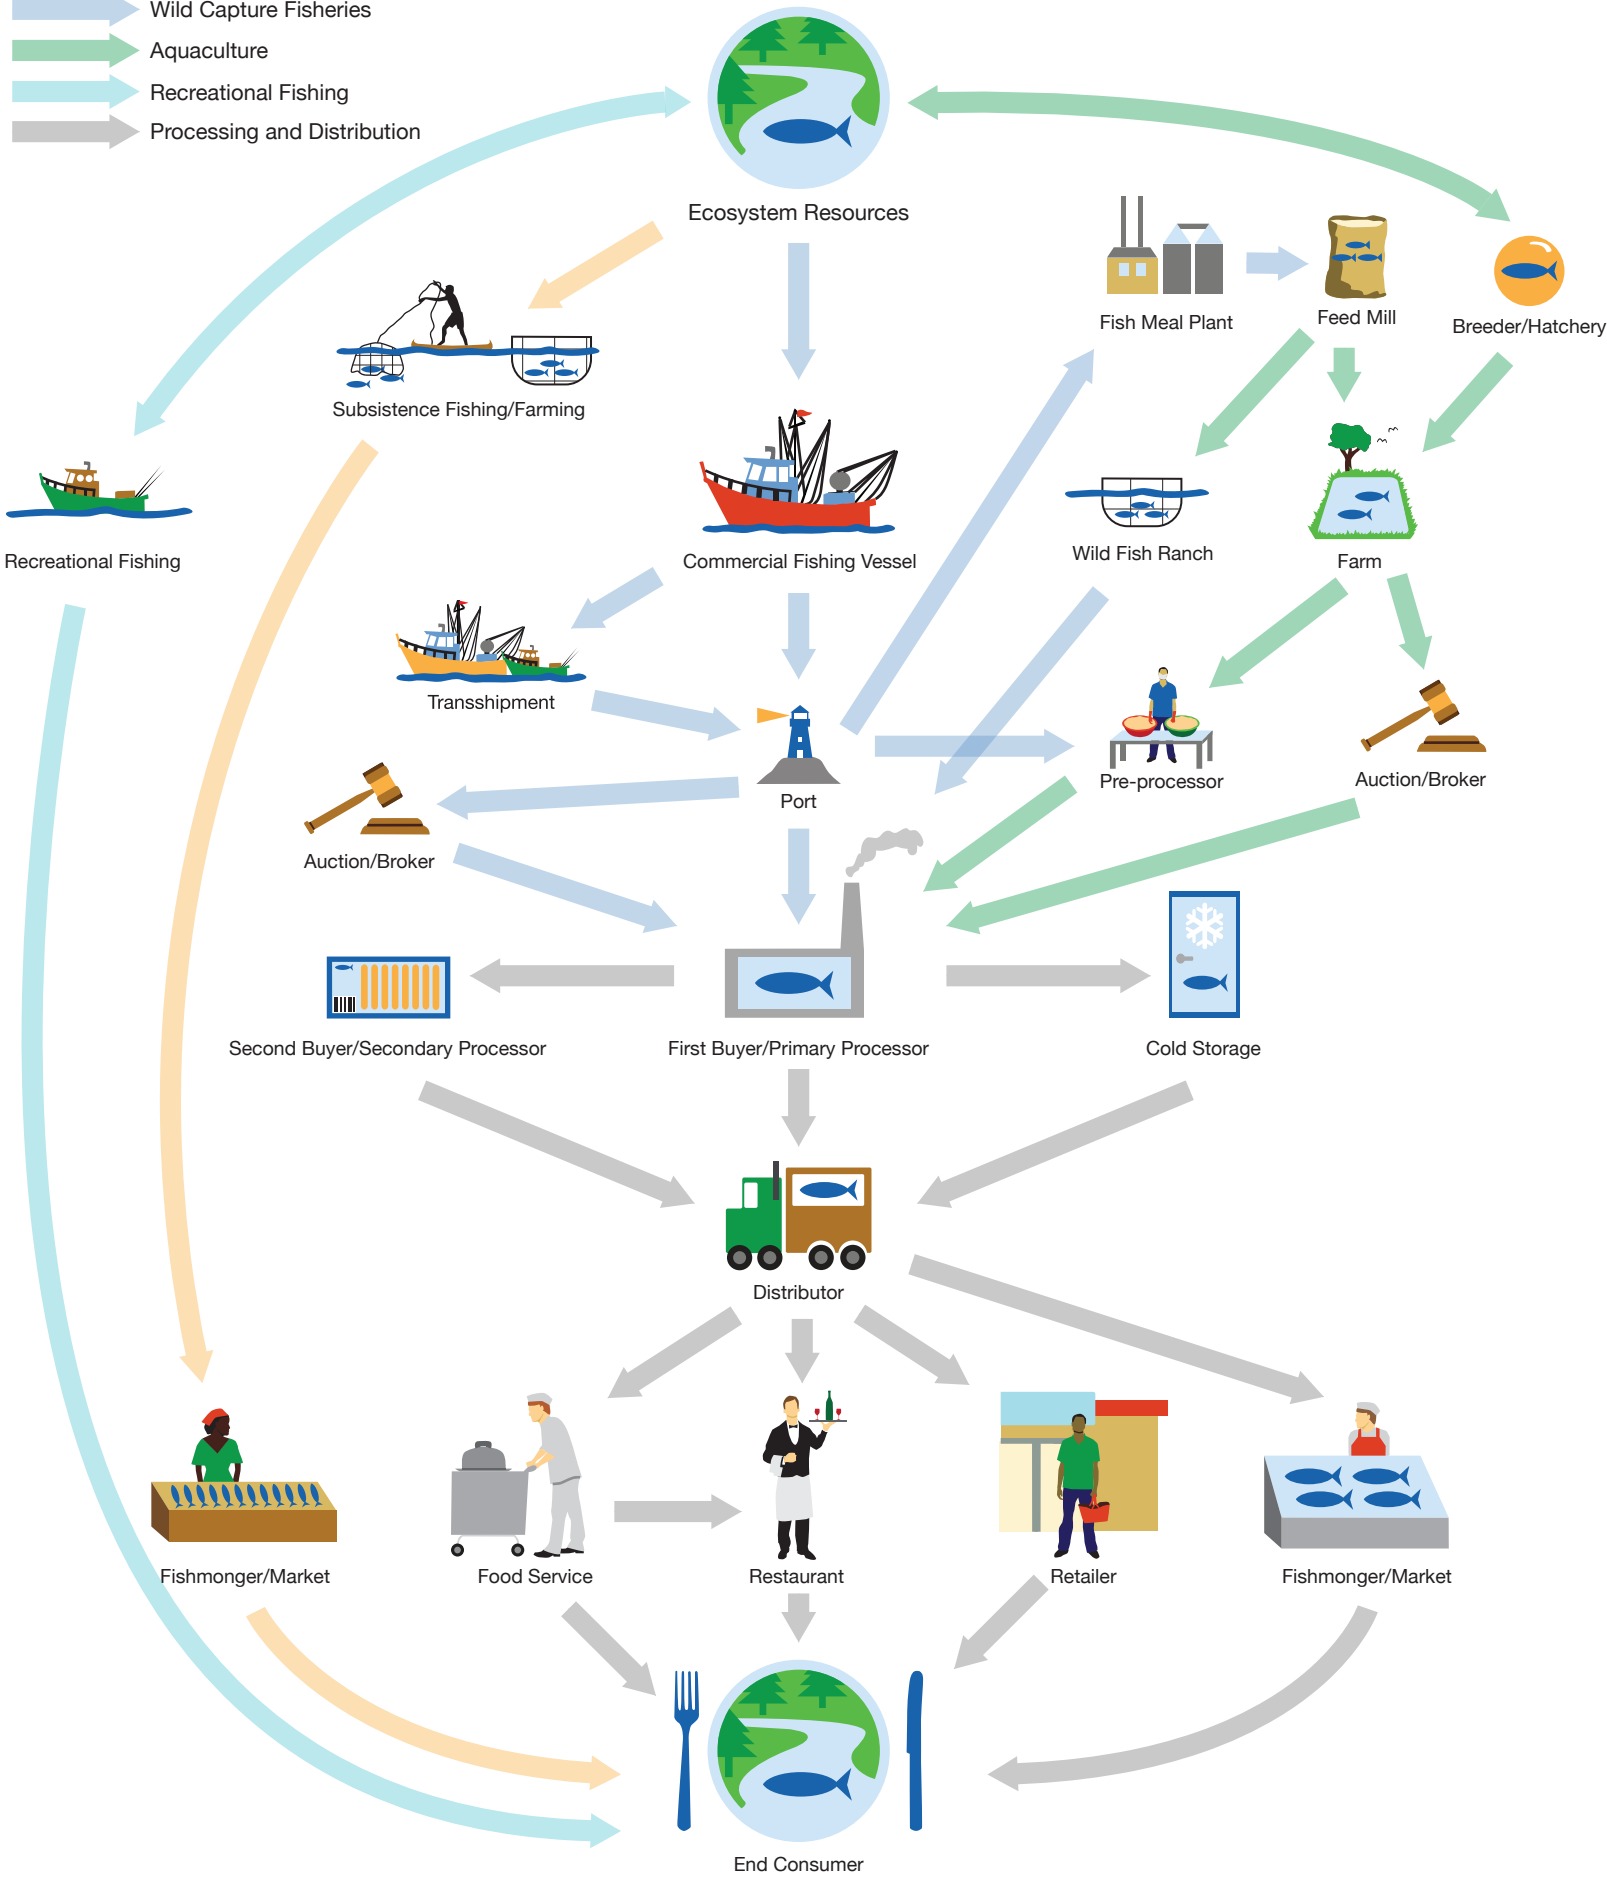 Wild Capture Fisheries
Aquaculture
Recreational Fishing
Processing and Distribution
Ecosystem Resources
Fish Meal Plant
Feed Mill
Breeder/Hatchery
Subsistence Fishing/Farming
Recreational Fishing
Commercial Fishing Vessel
Wild Fish Ranch
Farm
Transshipment
Port
Pre-processor
Auction/Broker
Auction/Broker
Second Buyer/Secondary Processor
First Buyer/Primary Processor
Cold Storage
Distributor
Fishmonger/Market
Food Service
Restaurant
Retailer
Fishmonger/Market
End Consumer